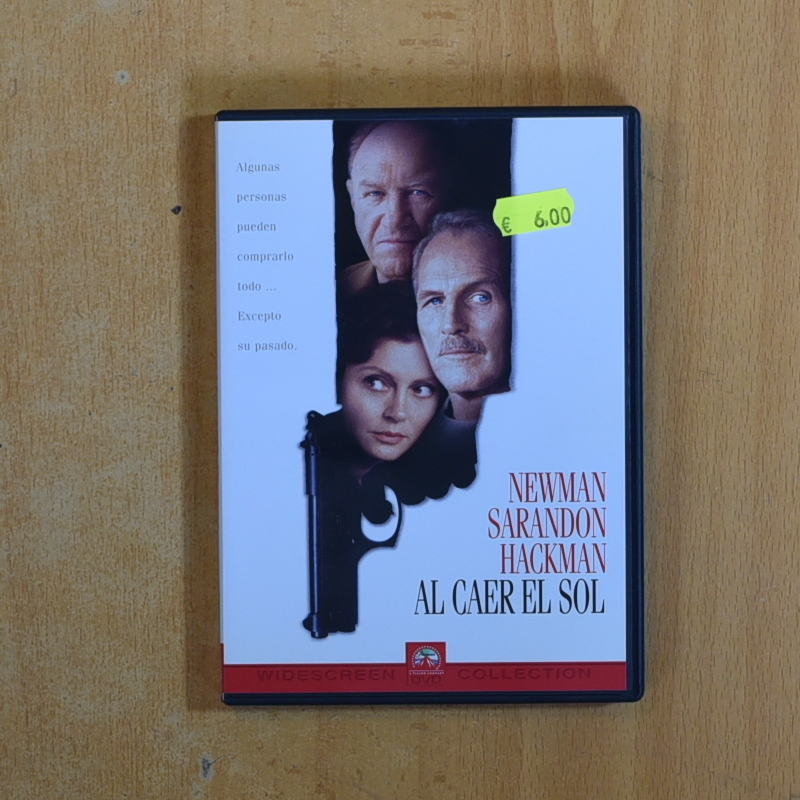 Algunas
personas
pueden
comprarlo
todo ...
Excepto
su pasado.
€ 6,00
NEWMAN
SARANDON
HACKMAN
AL CAER EL SOL
WIDESCREEN DVD COLLECTION